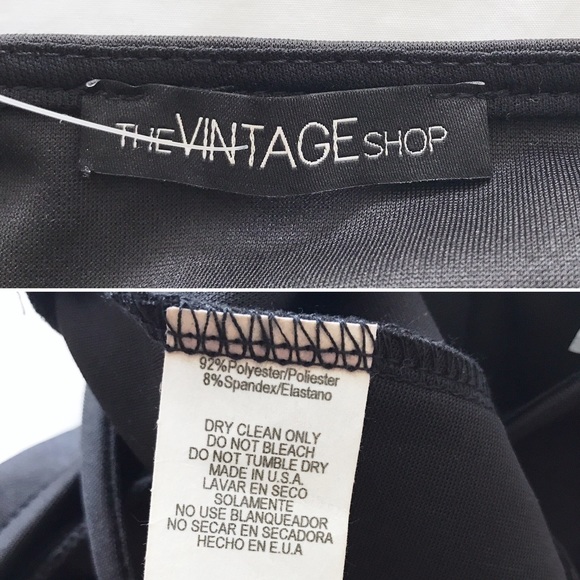 THE VINTAGE SHOP
92%Polyester/Poliester
8%Spandex/Elastano
DRY CLEAN ONLY
DO NOT BLEACH
DO NOT TUMBLE DRY
MADE IN U.S.A.
LAVAR EN SECO
SOLAMENTE
NO USE BLANQUEADOR
NO SECAR EN SECADORA
HECHO EN E.U.A